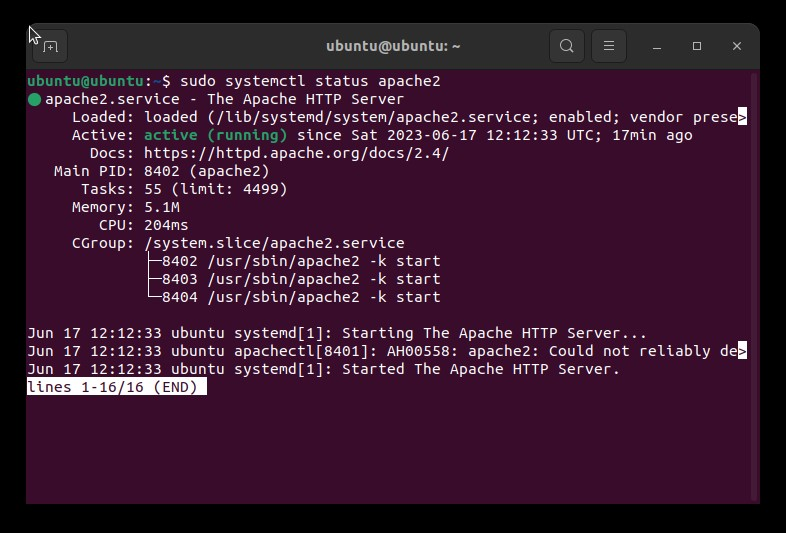 ubuntu@ubuntu: ~
ubuntu@ubuntu:~$ sudo systemctl status apache2
● apache2.service - The Apache HTTP Server
     Loaded: loaded (/lib/systemd/system/apache2.service; enabled; vendor prese>
     Active: active (running) since Sat 2023-06-17 12:12:33 UTC; 17min ago
       Docs: https://httpd.apache.org/docs/2.4/
   Main PID: 8402 (apache2)
      Tasks: 55 (limit: 4499)
     Memory: 5.1M
        CPU: 204ms
     CGroup: /system.slice/apache2.service
             ├─8402 /usr/sbin/apache2 -k start
             ├─8403 /usr/sbin/apache2 -k start
             └─8404 /usr/sbin/apache2 -k start
Jun 17 12:12:33 ubuntu systemd[1]: Starting The Apache HTTP Server...
Jun 17 12:12:33 ubuntu apachectl[8401]: AH00558: apache2: Could not reliably de>
Jun 17 12:12:33 ubuntu systemd[1]: Started The Apache HTTP Server.
lines 1-16/16 (END)